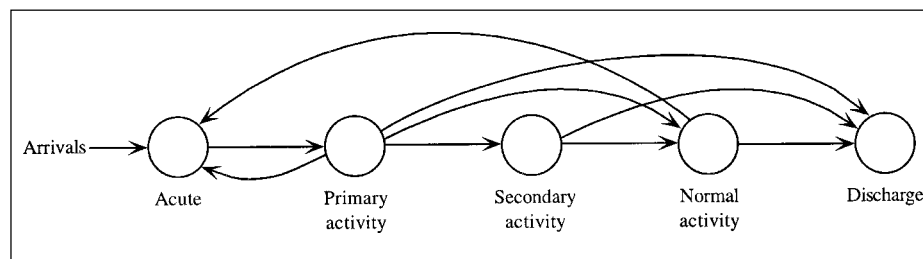 Arrivals
Acute
Primary
activity
Secondary
activity
Normal
activity
Discharge